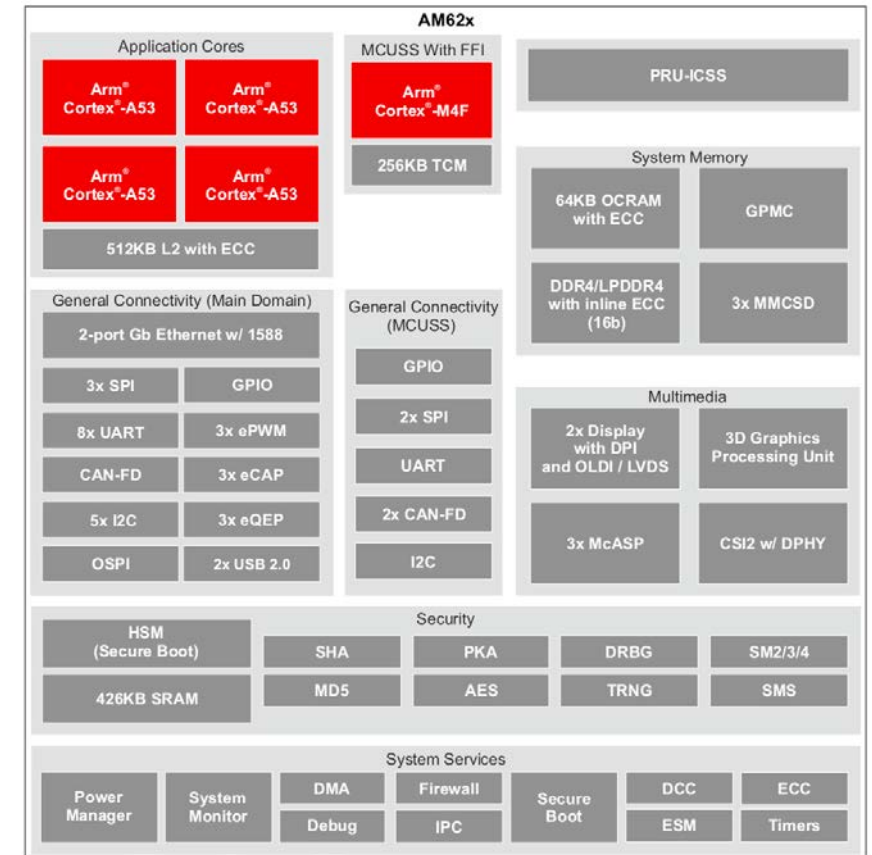 AM62x
Application Cores
Arm®
Cortex®-A53
Arm®
Cortex®-A53
Arm®
Cortex®-A53
Arm®
Cortex®-A53
512KB L2 with ECC
MCUSS With FFI
Arm®
Cortex®-M4F
256KB TCM
PRU-ICSS
System Memory
64KB OCRAM
with ECC
GPMC
DDR4/LPDDR4
with inline ECC
(16b)
3x MMCSD
General Connectivity (Main Domain)
2-port Gb Ethernet w/ 1588
3x SPI
GPIO
8x UART
3x ePWM
CAN-FD
3x eCAP
5x I2C
3x eQEP
OSPI
2x USB 2.0
General Connectivity
(MCUSS)
GPIO
2x SPI
UART
2x CAN-FD
I2C
Multimedia
2x Display
with DPI
and OLDI / LVDS
3D Graphics
Processing Unit
3x McASP
CSI2 w/ DPHY
Security
HSM
(Secure Boot)
426KB SRAM
SHA
PKA
DRBG
SM2/3/4
MD5
AES
TRNG
SMS
System Services
Power
Manager
System
Monitor
DMA
Debug
Firewall
IPC
Secure
Boot
DCC
ESM
ECC
Timers